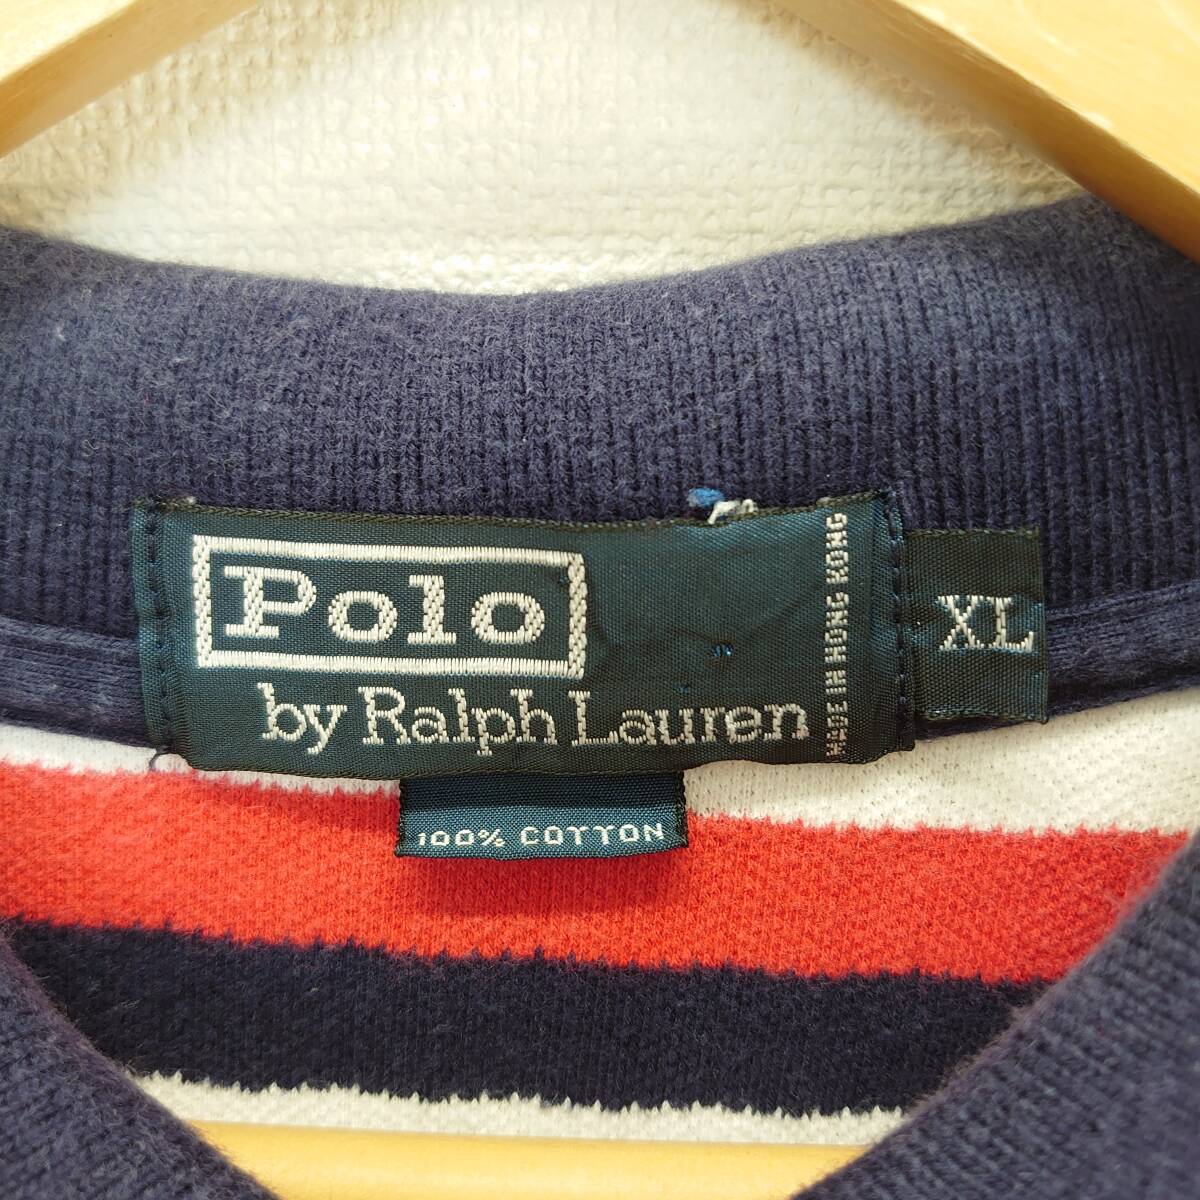 Polo
by Ralph Lauren
MADE IN HONG KONG
XL
100% COTTON